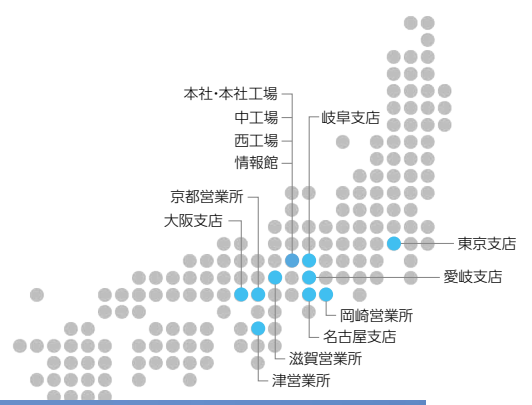 本社・本社工場
中工場
西工場
情報館
岐阜支店
京都営業所
大阪支店
東京支店
愛岐支店
岡崎営業所
名古屋支店
滋賀営業所
津営業所